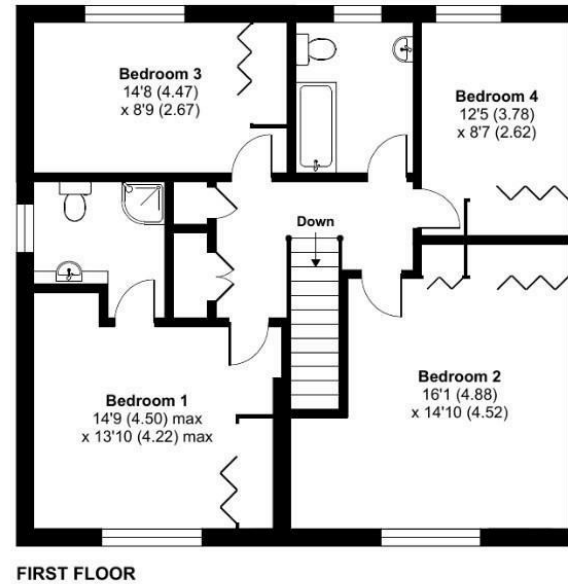 Bedroom 3
14'8 (4.47)
x 8'9 (2.67)
Bedroom 4
12'5 (3.78)
x 8'7 (2.62)
Down
Bedroom 1
14'9 (4.50) max
x 13'10 (4.22) max
Bedroom 2
16'1 (4.88)
x 14'10 (4.52)
FIRST FLOOR